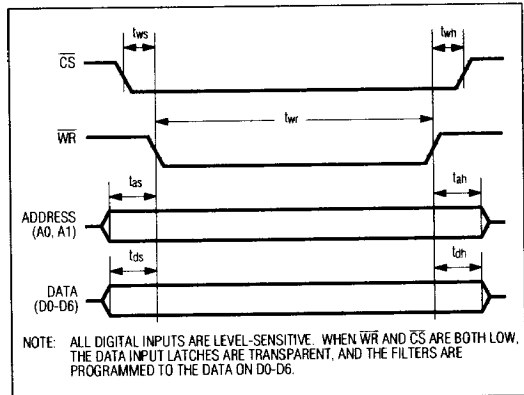 tws
twh
CS
twr
WR
tas
tah
ADDRESS
(A0, A1)
tds
tdh
DATA
(D0-D6)
NOTE: ALL DIGITAL INPUTS ARE LEVEL-SENSITIVE. WHEN WR AND CS ARE BOTH LOW,
THE DATA INPUT LATCHES ARE TRANSPARENT, AND THE FILTERS ARE
PROGRAMMED TO THE DATA ON D0-D6.